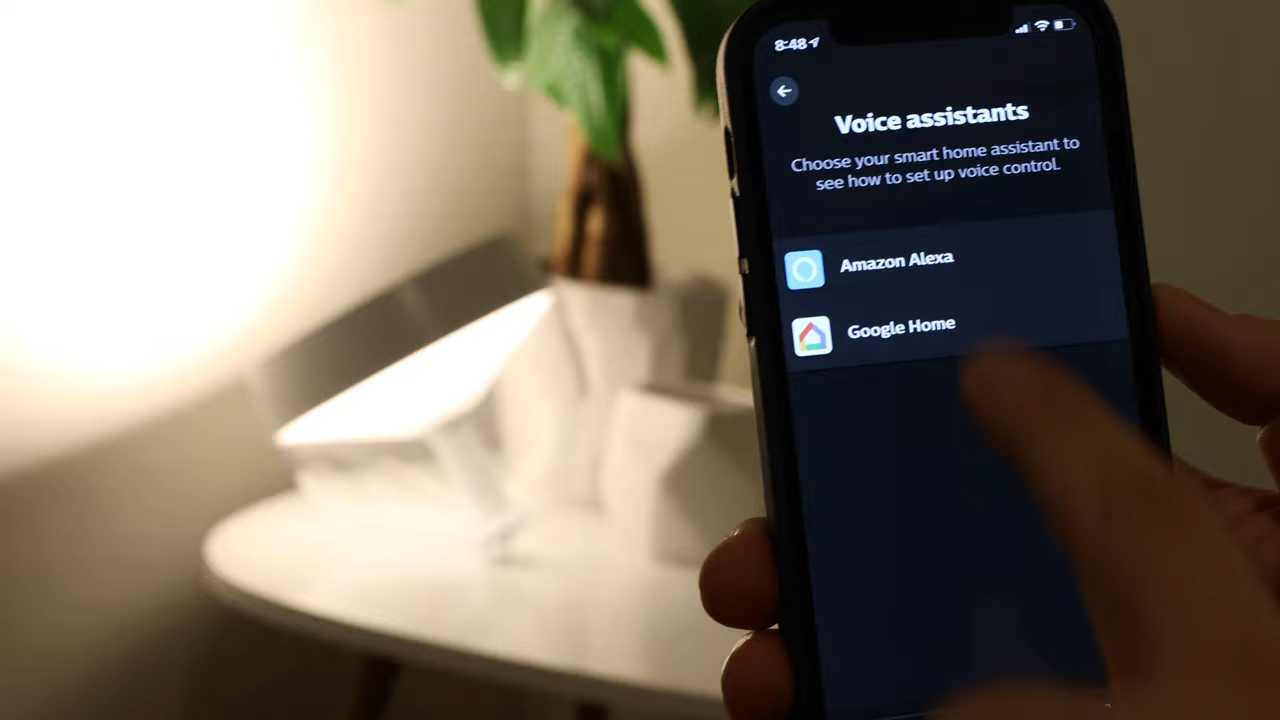 8:48
Voice assistants
Choose your smart home assistant to
see how to set up voice control.
Amazon Alexa
Google Home